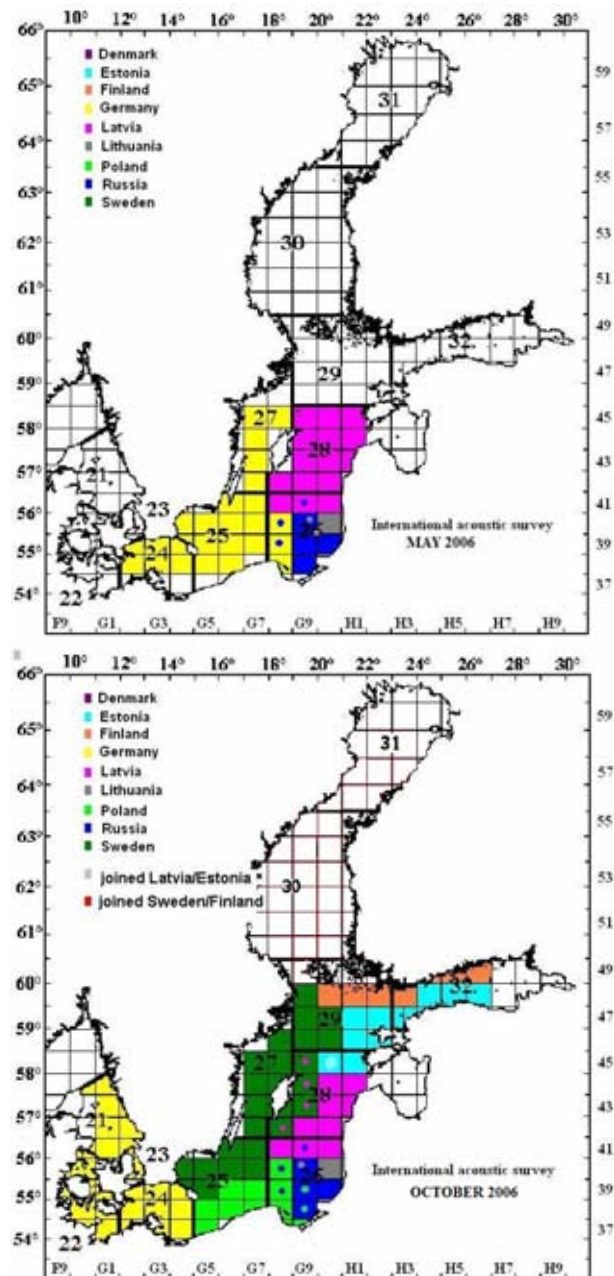 10° 12° 14° 16° 18° 20° 22° 24° 26° 28° 30°
66°
Denmark
Estonia
Finland
Germany
Latvia
Lithuania
Poland
Russia
Sweden
65°
64°
63°
62°
61°
60°
59°
58°
57°
56°
55°
54°
59
57
55
53
51
49
47
45
43
41
39
37
31
30
32
29
27
28
21
23
25
24
22
International acoustic survey
MAY 2006
F9 G1 G3 G5 G7 G9 H1 H3 H5 H7 H9
10° 12° 14° 16° 18° 20° 22° 24° 26° 28° 30°
66°
Denmark
Estonia
Finland
Germany
Latvia
Lithuania
Poland
Russia
Sweden
joined Latvia/Estonia
joined Sweden/Finland
65°
64°
63°
62°
61°
60°
59°
58°
57°
56°
55°
54°
59
57
55
53
51
49
47
45
43
41
39
37
31
30
32
29
27
28
21
23
25
24
22
International acoustic survey
OCTOBER 2006
F9 G1 G3 G5 G7 G9 H1 H3 H5 H7 H9